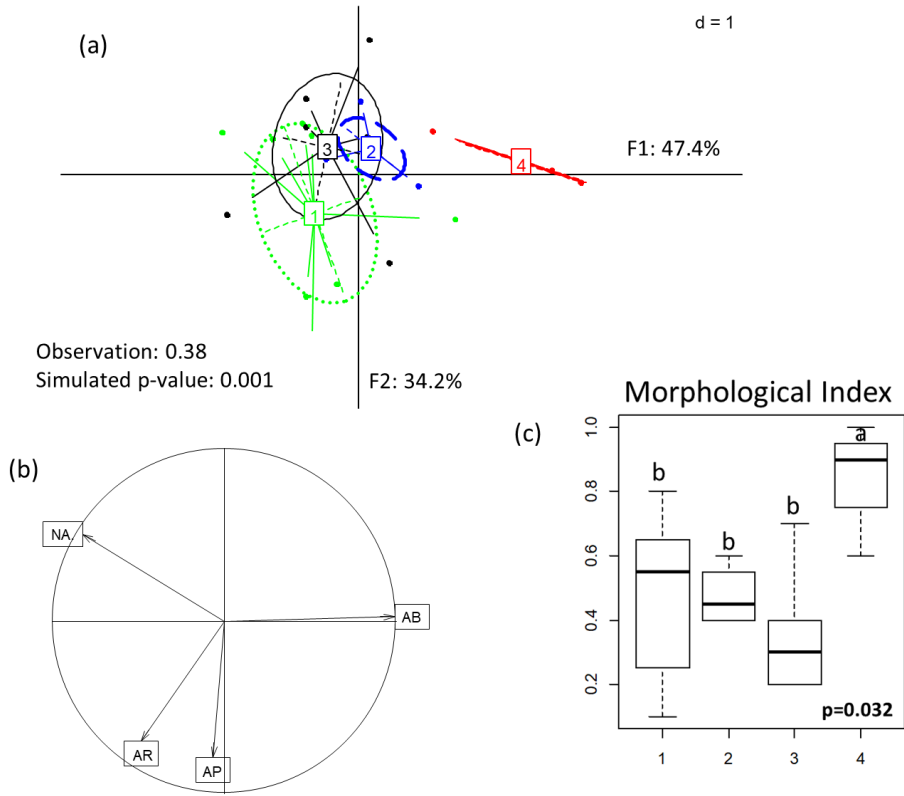 (a)
d = 1
3
2
4
F1: 47.4%
1
Observation: 0.38
Simulated p-value: 0.001
F2: 34.2%
Morphological Index
(c)
1.0
a
(b)
b
0.8
b
NA.
b
0.6
AB
0.4
0.2
p=0.032
AR
AP
1
2
3
4